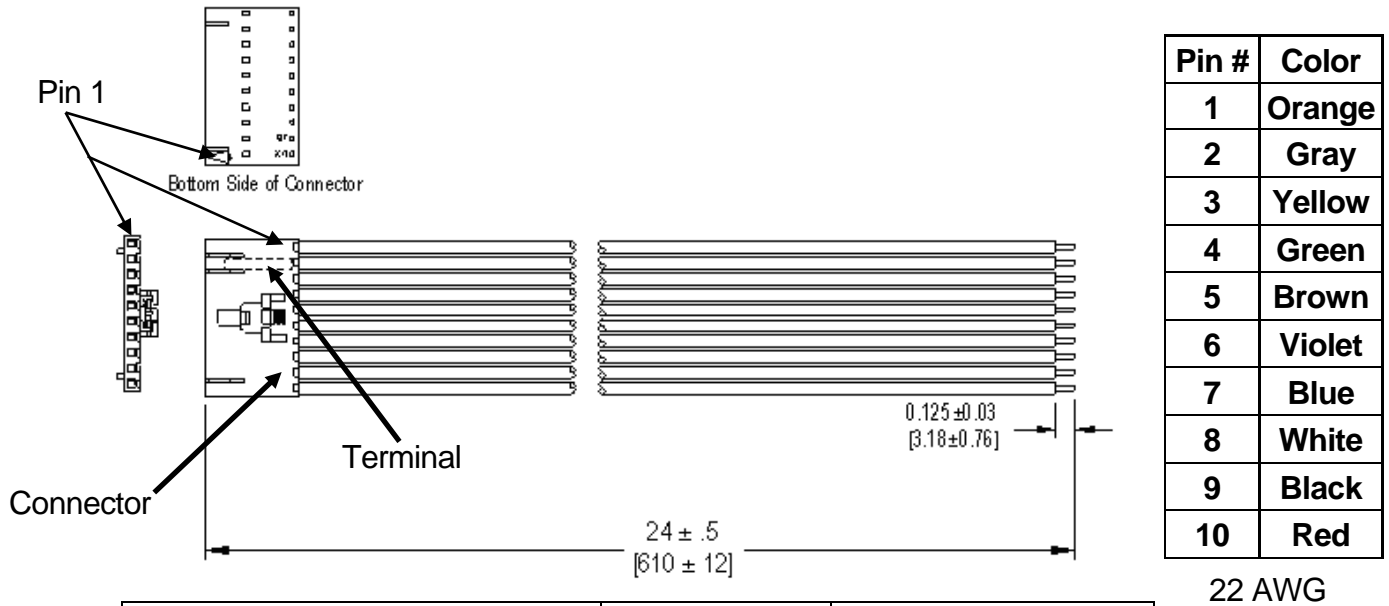 Pin 1
Bottom Side of Connector
Terminal
Connector
0.125±0.03
[3.18±0.76]
24 ± .5
[610 ± 12]
Pin # Color
1 Orange
2 Gray
3 Yellow
4 Green
5 Brown
6 Violet
7 Blue
8 White
9 Black
10 Red
22 AWG